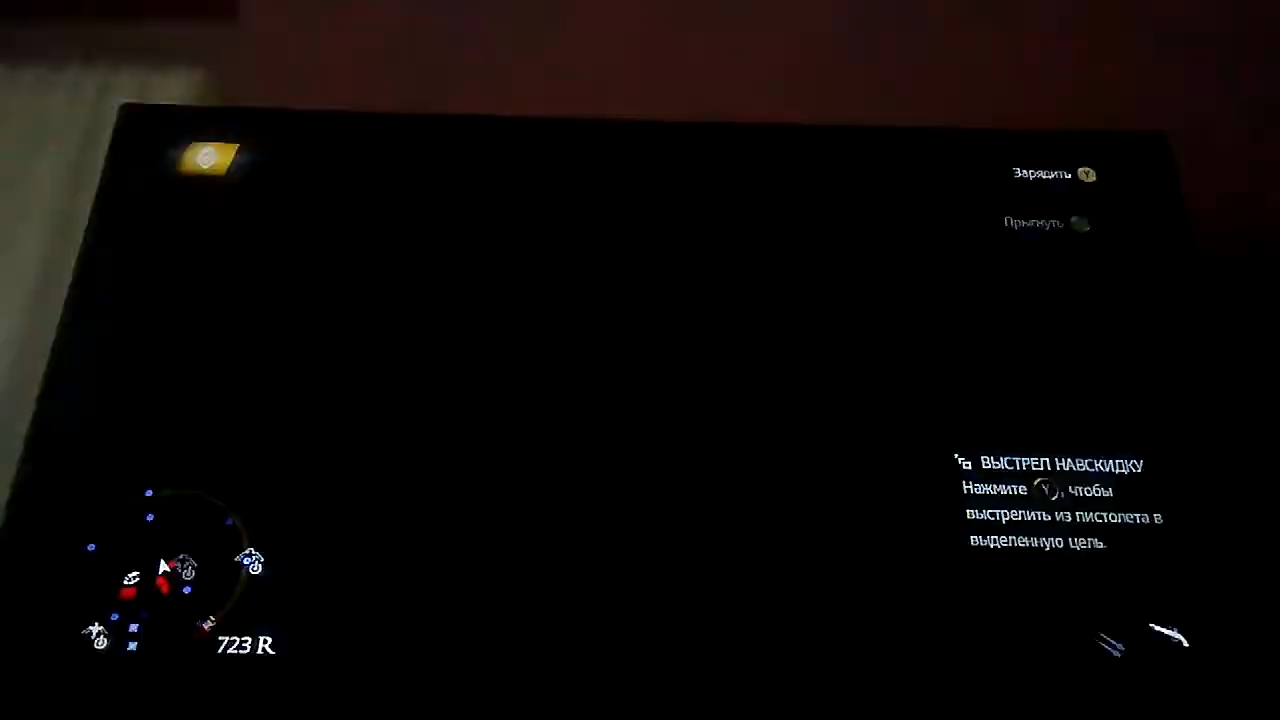 Зарядить Y
Прыгнуть
ВЫСТРЕЛ НАВСКИДКУ
Нажмите Y, чтобы
выстрелить из пистолета в
выделенную цель.
723 R